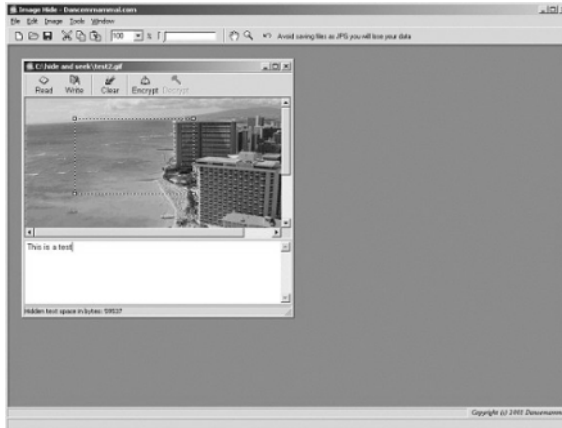 Image Hide - Dancemammal.com
File Edit Image Tools Window
100 % Avoid saving files as JPG you will lose your data
C:\hide and seek\test2.gif
Read Write Clear Encrypt Decrypt
This is a test
Hidden text space in bytes:
Copyright (c) 2001